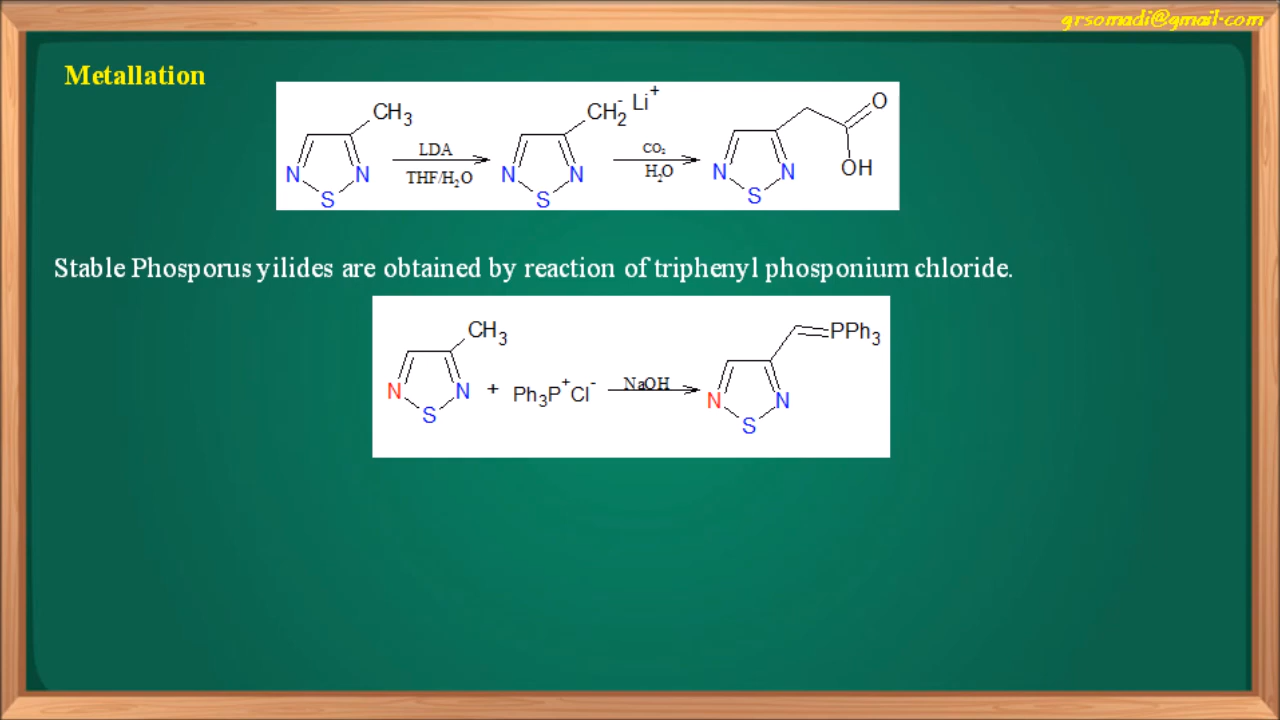 grsomadi@gmail.com
Metallation
CH3
N N
S
LDA
THF/H2O
CH2- Li+
N N
S
CO2
H2O
O
OH
N N
S
Stable Phosporus yilides are obtained by reaction of triphenyl phosponium chloride.
CH3
N N
S
+
Ph3P+Cl-
NaOH
PPh3
N N
S